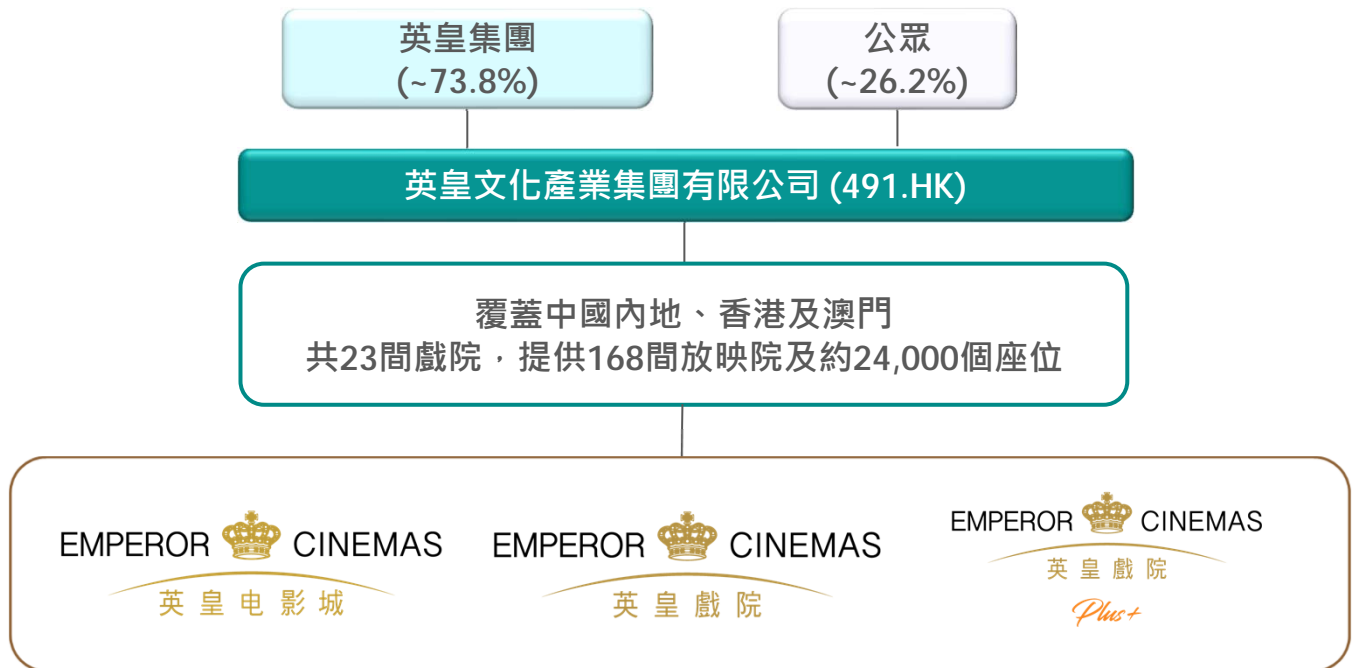 英皇集團
(~73.8%)
公眾
(~26.2%)
英皇文化產業集團有限公司 (491.HK)
覆蓋中國內地、香港及澳門
共23間戲院，提供168間放映院及約24,000個座位
EMPEROR CINEMAS
英皇电影城
EMPEROR CINEMAS
英皇戲院
EMPEROR CINEMAS
英皇戲院
Plus+